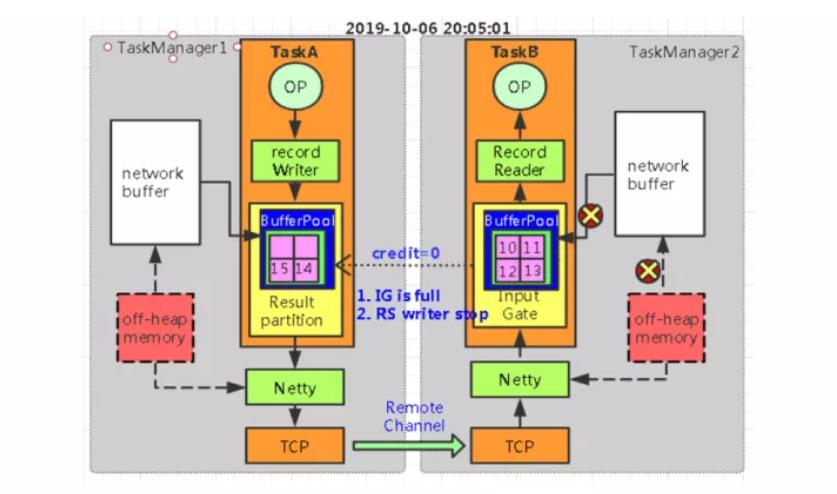 2019-10-06 20:05:01
TaskManager1
TaskA
OP
record
Writer
network
buffer
BufferPool
15 14
Result
partition
off-heap
memory
Netty
TCP
credit=0
1. IG is full
2. RS writer stop
Remote
Channel
TaskB
TaskManager2
OP
Record
Reader
network
buffer
BufferPool
10 11
12 13
Input
Gate
off-heap
memory
Netty
TCP